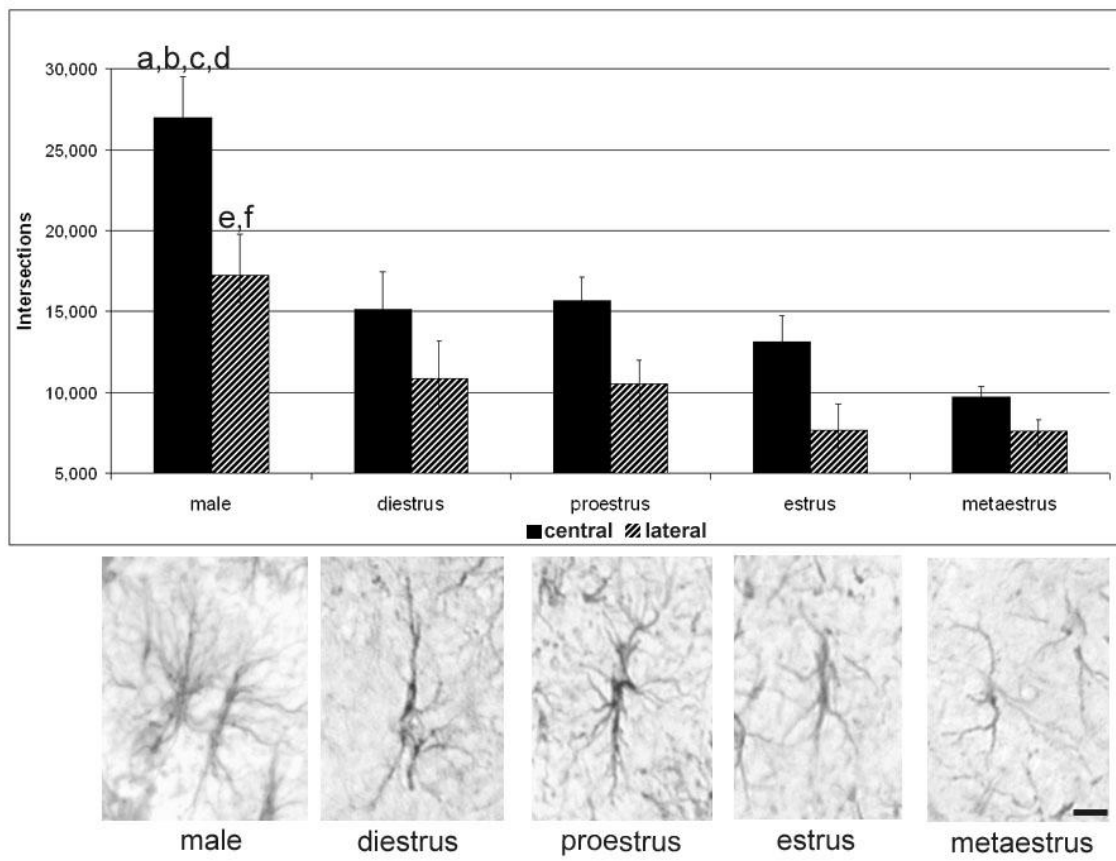 a,b,c,d
30,000
25,000
e,f
20,000
15,000
10,000
5,000
Intersections
male diestrus proestrus estrus metaestrus
central lateral
male diestrus proestrus estrus metaestrus